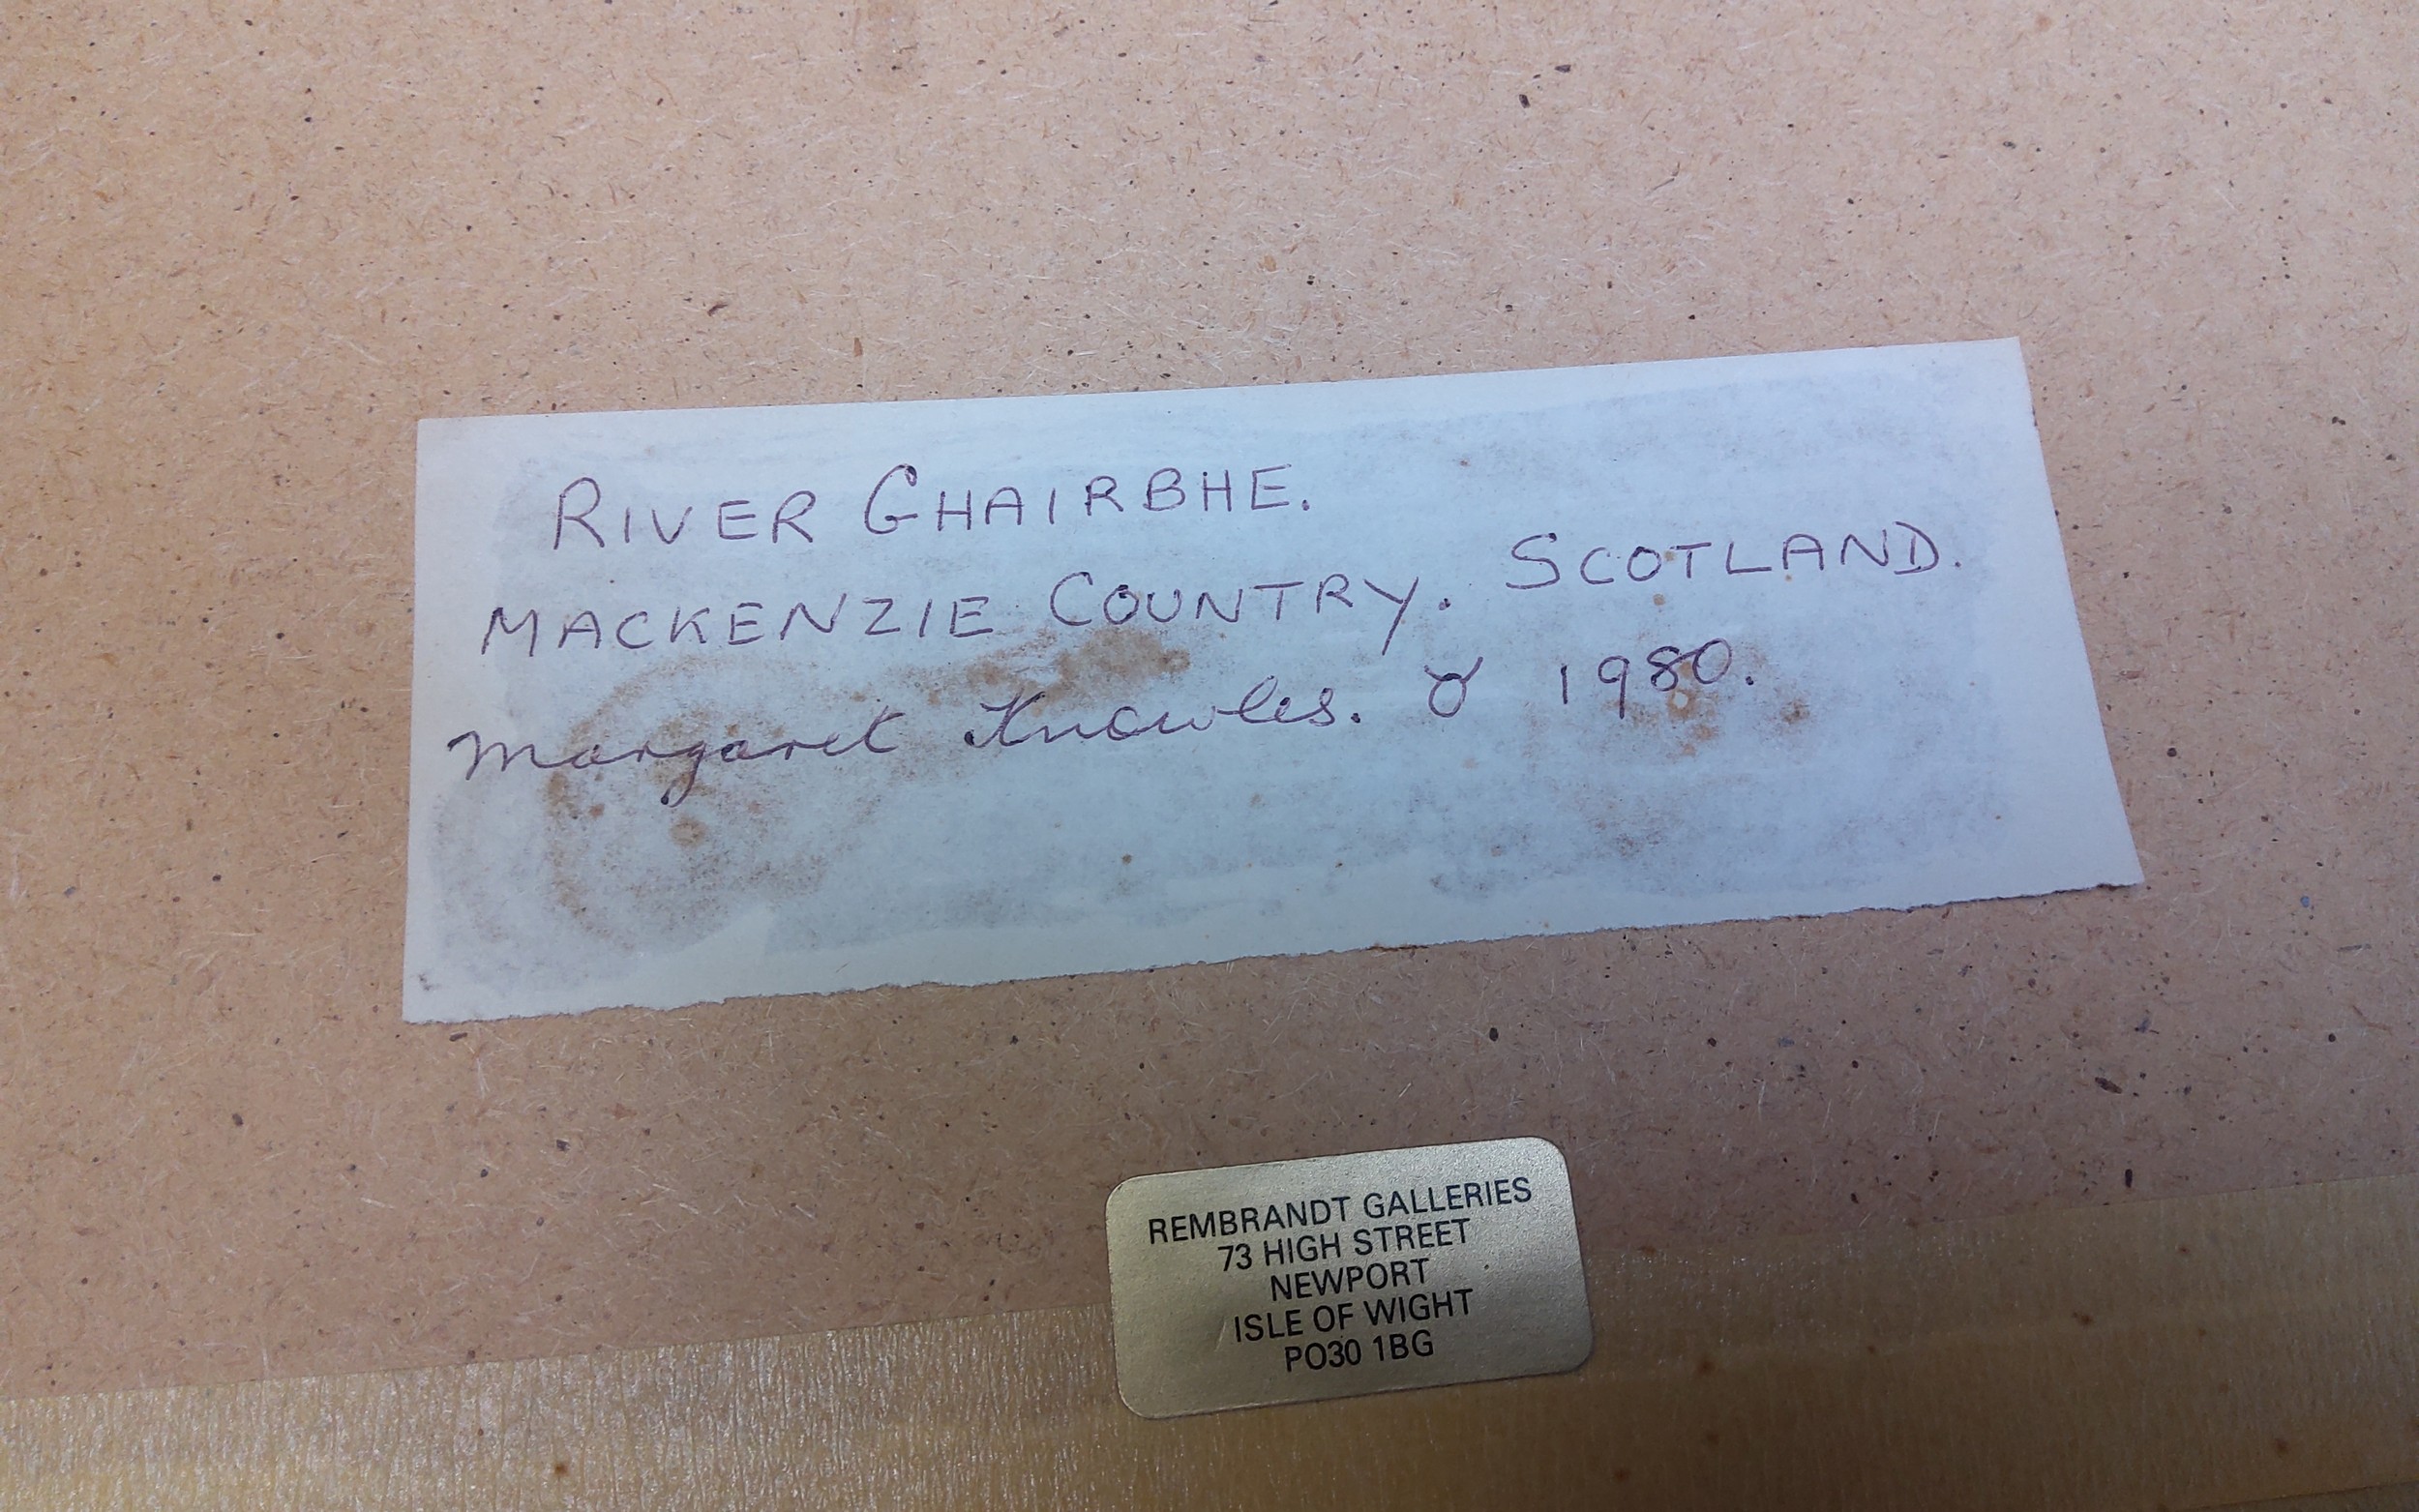 RIVER GHAIRBHE.
MACKENZIE COUNTRY. SCOTLAND.
Margaret Knowles. ♉ 1980.
REMBRANDT GALLERIES
73 HIGH STREET
NEWPORT
ISLE OF WIGHT
PO30 1BG